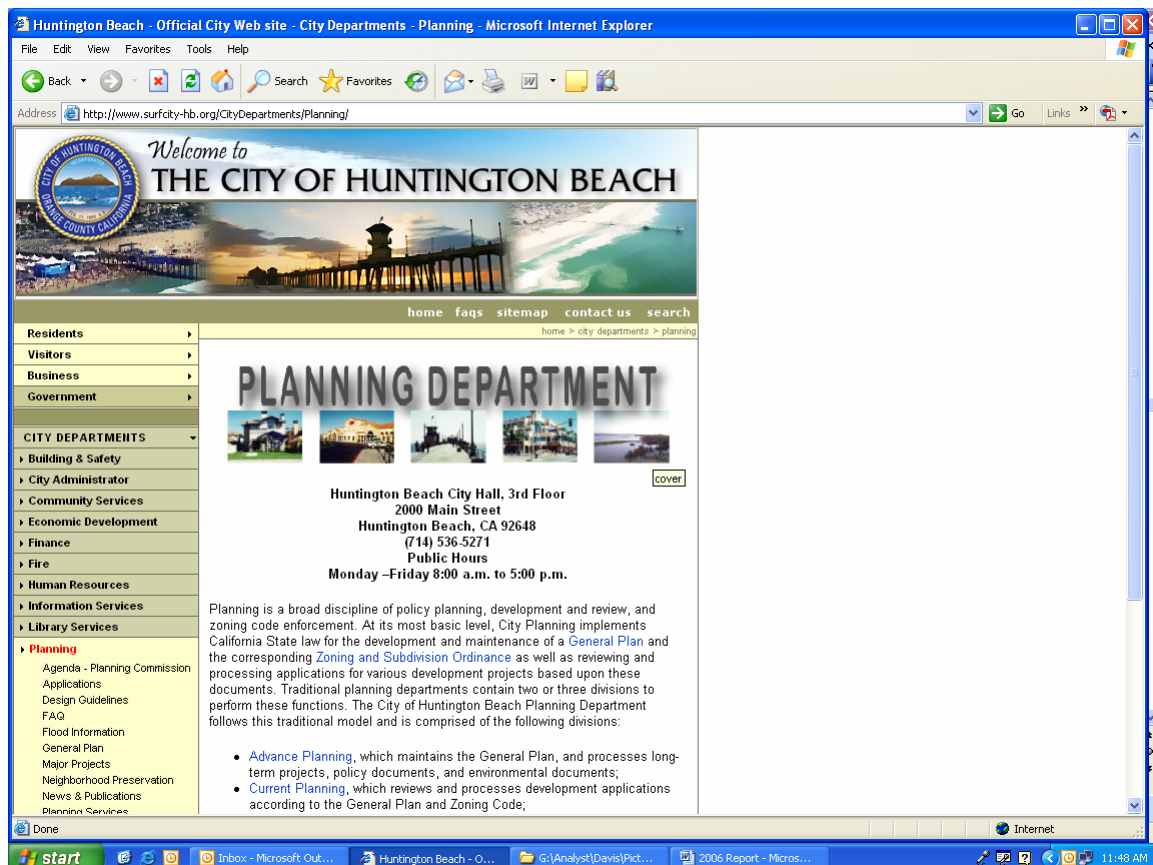 Huntington Beach - Official City Web site - City Departments - Planning - Microsoft Internet Explorer
File Edit View Favorites Tools Help
Back Search Favorites
Address http://www.surfcity-hb.org/CityDepartments/Planning/ Go Links »
CITY OF HUNTINGTON BEACH
ORANGE COUNTY CALIFORNIA
Welcome to
THE CITY OF HUNTINGTON BEACH
home faqs sitemap contact us search
home > city departments > planning
Residents
Visitors
Business
Government
CITY DEPARTMENTS
Building & Safety
City Administrator
Community Services
Economic Development
Finance
Fire
Human Resources
Information Services
Library Services
Planning
Agenda - Planning Commission
Applications
Design Guidelines
FAQ
Flood Information
General Plan
Major Projects
Neighborhood Preservation
News & Publications
Planning Services
PLANNING DEPARTMENT
cover
Huntington Beach City Hall, 3rd Floor
2000 Main Street
Huntington Beach, CA 92648
(714) 536-5271
Public Hours
Monday –Friday 8:00 a.m. to 5:00 p.m.
Planning is a broad discipline of policy planning, development and review, and
zoning code enforcement. At its most basic level, City Planning implements
California State law for the development and maintenance of a General Plan and
the corresponding Zoning and Subdivision Ordinance as well as reviewing and
processing applications for various development projects based upon these
documents. Traditional planning departments contain two or three divisions to
perform these functions. The City of Huntington Beach Planning Department
follows this traditional model and is comprised of the following divisions:
• Advance Planning, which maintains the General Plan, and processes long-
term projects, policy documents, and environmental documents;
• Current Planning, which reviews and processes development applications
according to the General Plan and Zoning Code;
Done Internet
start Inbox - Microsoft Out... Huntington Beach - O... G:\Analyst\Davis\Pict... 2006 Report - Micros... 11:48 AM